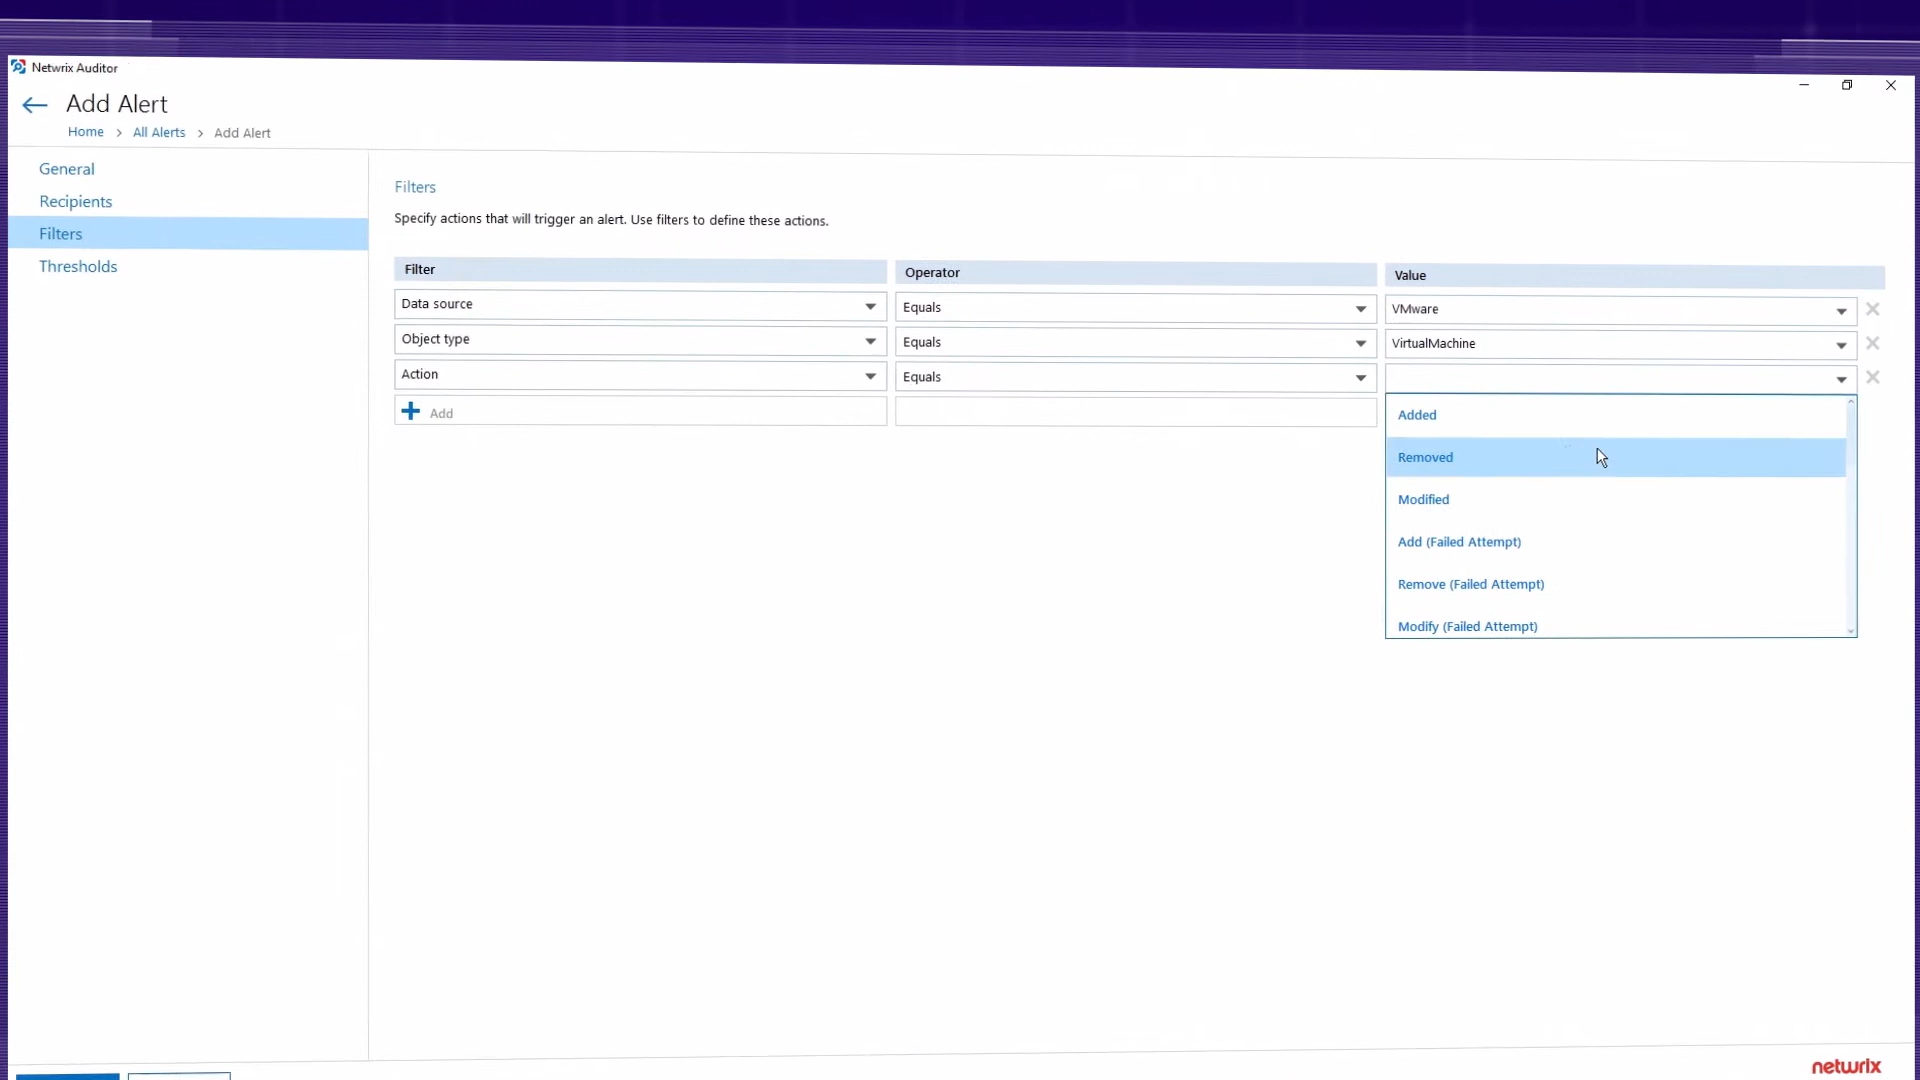 Netwrix Auditor
Add Alert
Home > All Alerts > Add Alert
General
Recipients
Filters
Thresholds
Filters
Specify actions that will trigger an alert. Use filters to define these actions.
Filter Operator Value
Data source Equals VMware
Object type Equals VirtualMachine
Action Equals
Add
Added
Removed
Modified
Add (Failed Attempt)
Remove (Failed Attempt)
Modify (Failed Attempt)
netwrix